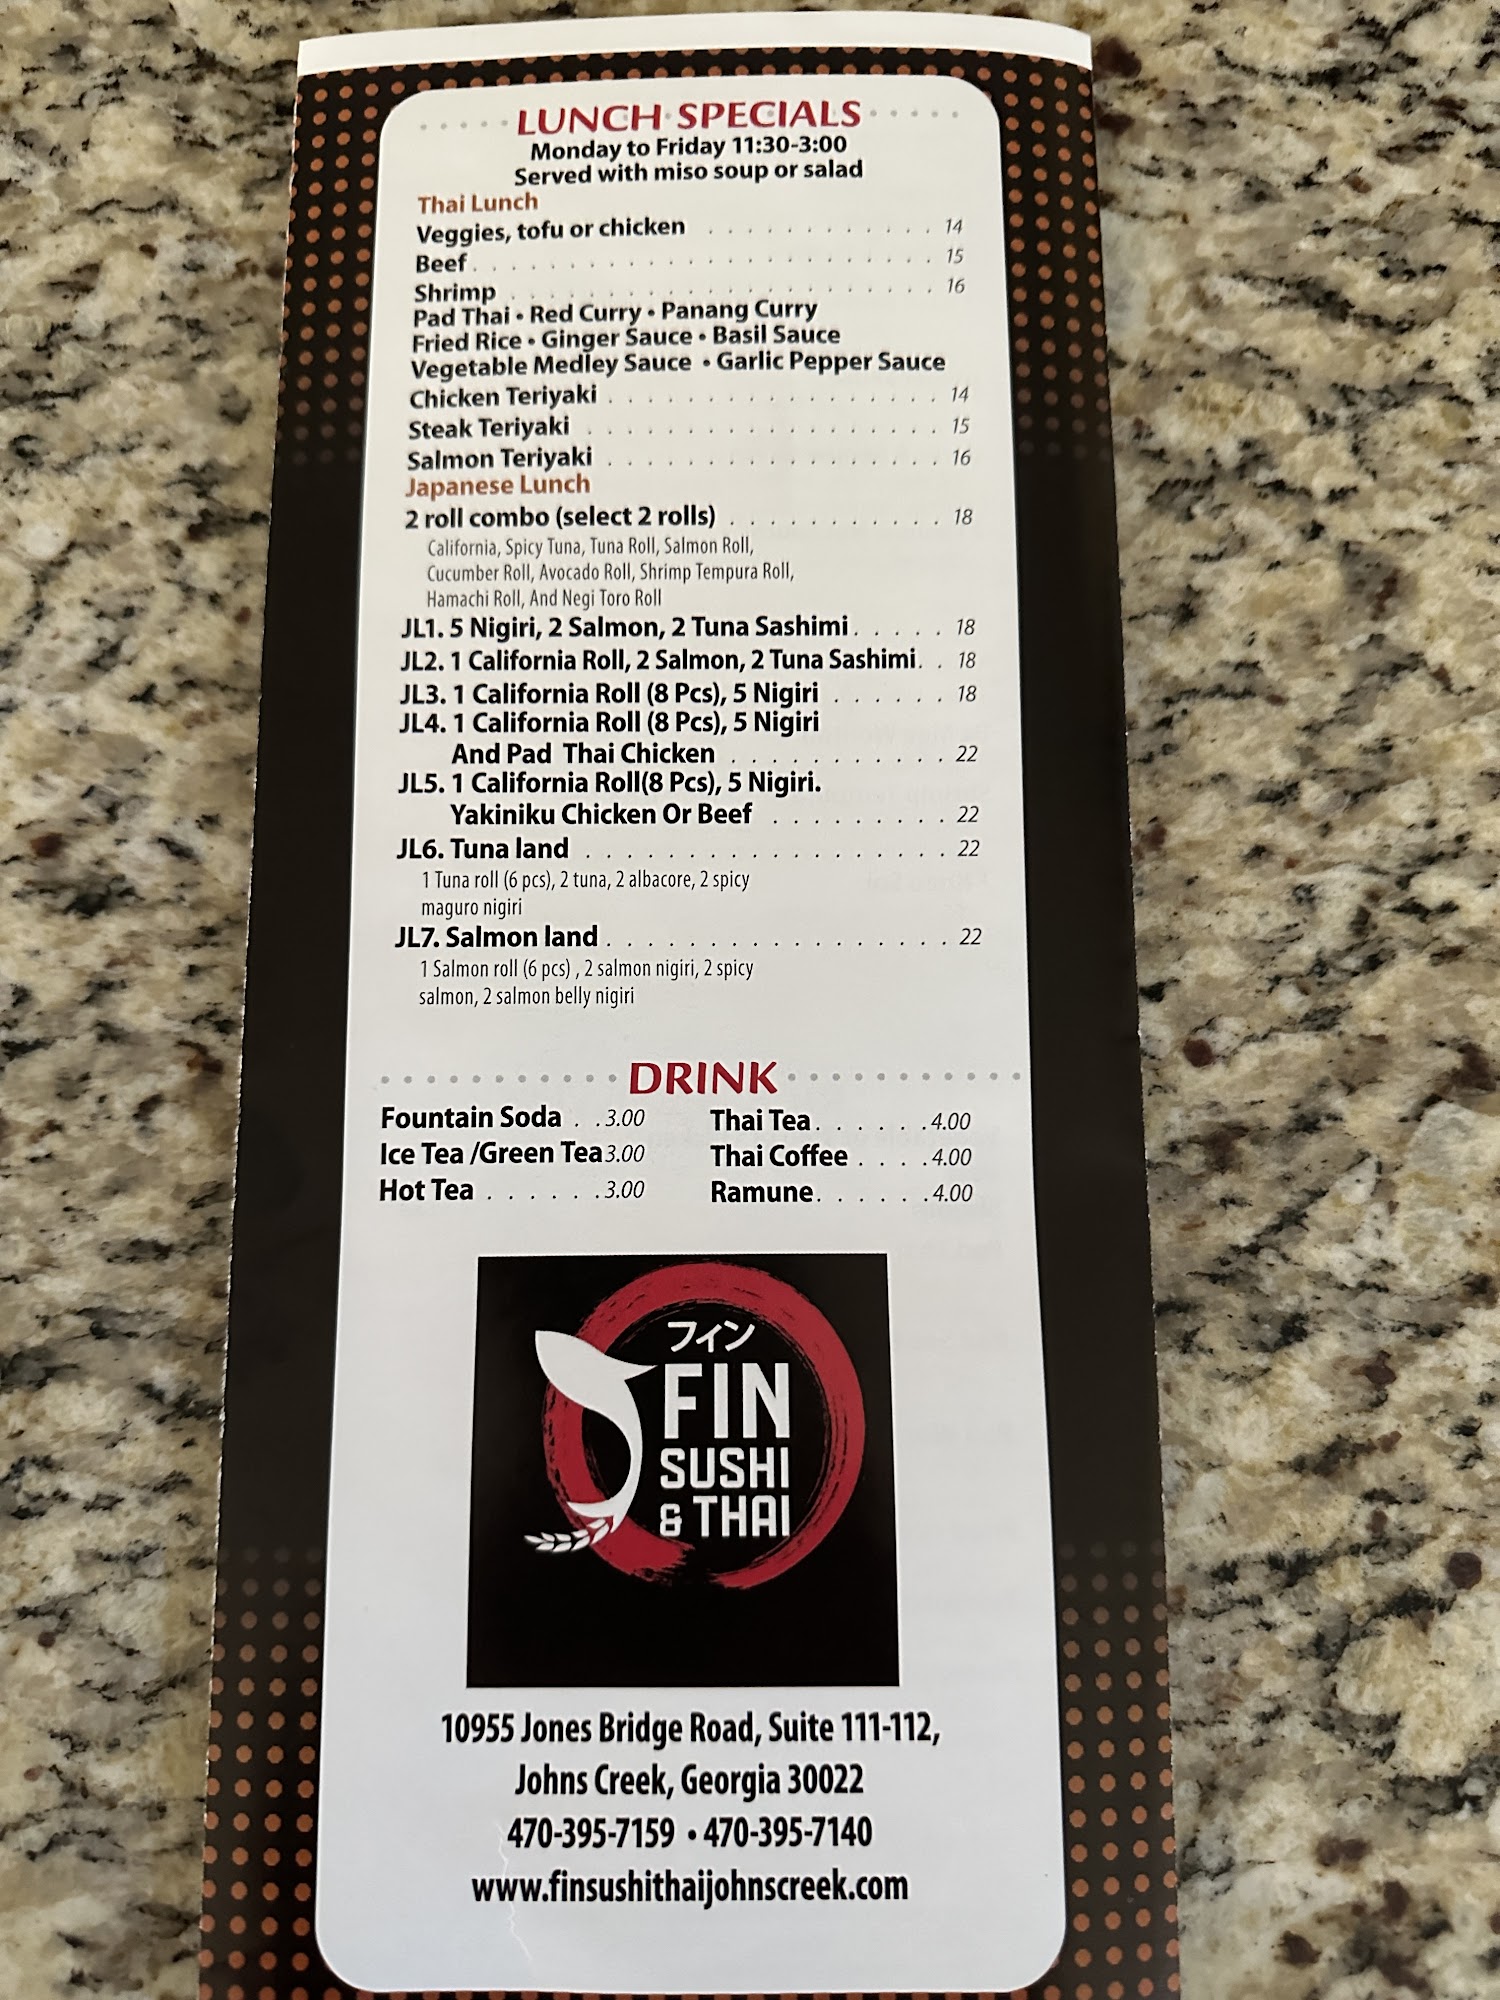 LUNCH SPECIALS
Monday to Friday 11:30-3:00
Served with miso soup or salad
Thai Lunch
Veggies, tofu or chicken . . . . . . . . . . . . 14
Beef . . . . . . . . . . . . . . . . . . . . . . . 15
Shrimp . . . . . . . . . . . . . . . . . . . . . 16
Pad Thai • Red Curry • Panang Curry
Fried Rice • Ginger Sauce • Basil Sauce
Vegetable Medley Sauce • Garlic Pepper Sauce
Chicken Teriyaki . . . . . . . . . . . . . . . . . 14
Steak Teriyaki . . . . . . . . . . . . . . . . . . 15
Salmon Teriyaki . . . . . . . . . . . . . . . . . 16
Japanese Lunch
2 roll combo (select 2 rolls) . . . . . . . . . . . 18
California, Spicy Tuna, Tuna Roll, Salmon Roll,
Cucumber Roll, Avocado Roll, Shrimp Tempura Roll,
Hamachi Roll, And Negi Toro Roll
JL1. 5 Nigiri, 2 Salmon, 2 Tuna Sashimi . . . . . 18
JL2. 1 California Roll, 2 Salmon, 2 Tuna Sashimi . . 18
JL3. 1 California Roll (8 Pcs), 5 Nigiri . . . . . . 18
JL4. 1 California Roll (8 Pcs), 5 Nigiri
And Pad Thai Chicken . . . . . . . . . . . 22
JL5. 1 California Roll(8 Pcs), 5 Nigiri.
Yakiniku Chicken Or Beef . . . . . . . . . 22
JL6. Tuna land . . . . . . . . . . . . . . . . . . 22
1 Tuna roll (6 pcs), 2 tuna, 2 albacore, 2 spicy
maguro nigiri
JL7. Salmon land . . . . . . . . . . . . . . . . . 22
1 Salmon roll (6 pcs) , 2 salmon nigiri, 2 spicy
salmon, 2 salmon belly nigiri
DRINK
Fountain Soda . . 3.00
Ice Tea /Green Tea 3.00
Hot Tea . . . . . . 3.00
Thai Tea . . . . . . 4.00
Thai Coffee . . . . 4.00
Ramune . . . . . . 4.00
フィン
FIN
SUSHI
& THAI
10955 Jones Bridge Road, Suite 111-112,
Johns Creek, Georgia 30022
470-395-7159 • 470-395-7140
www.finsushithaijohnscreek.com